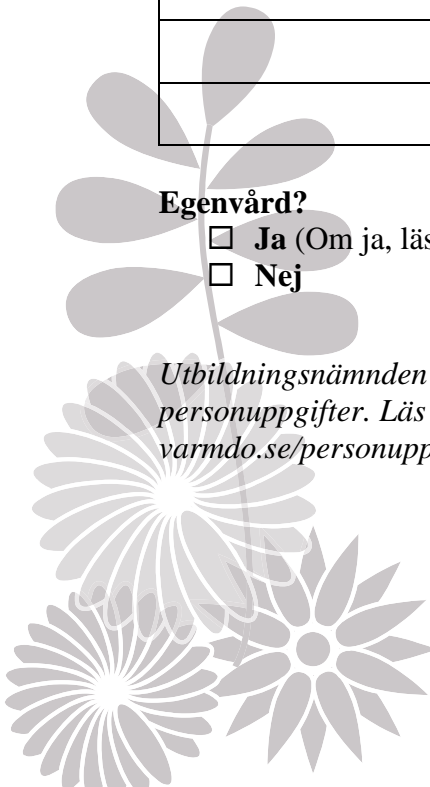 Egenvård?
☐ Ja (Om ja, läs
☐ Nej
Utbildningsnämnden
personuppgifter. Läs
varmdo.se/personupp